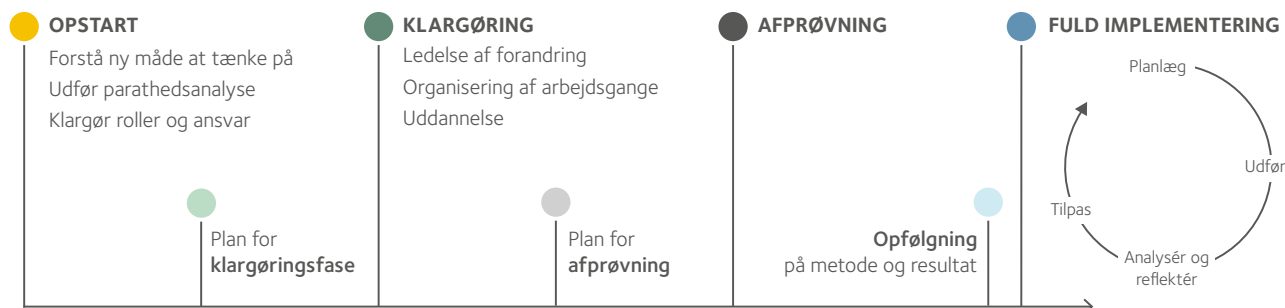 OPSTART
Forstå ny måde at tænke på
Udfør parathedsanalyse
Klargør roller og ansvar
Plan for
klargøringsfase
KLARGØRING
Ledelse af forandring
Organisering af arbejdsgange
Uddannelse
Plan for
afprøvning
AFPRØVNING
Opfølgning
på metode og resultat
FULD IMPLEMENTERING
Planlæg
Udfør
Analysér og
reflektér
Tilpas